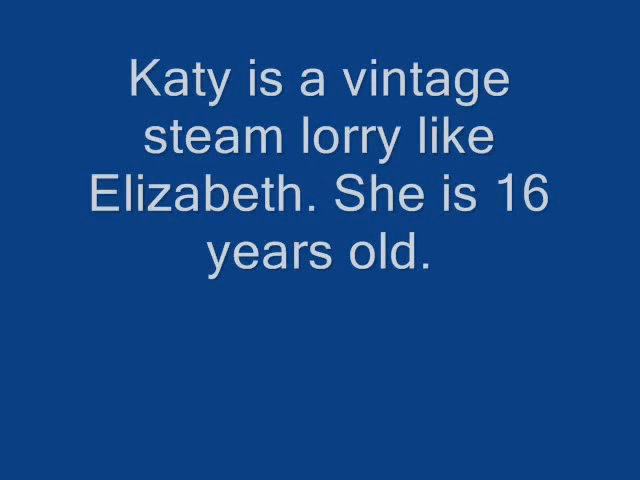 Katy is a vintage
steam lorry like
Elizabeth. She is 16
years old.